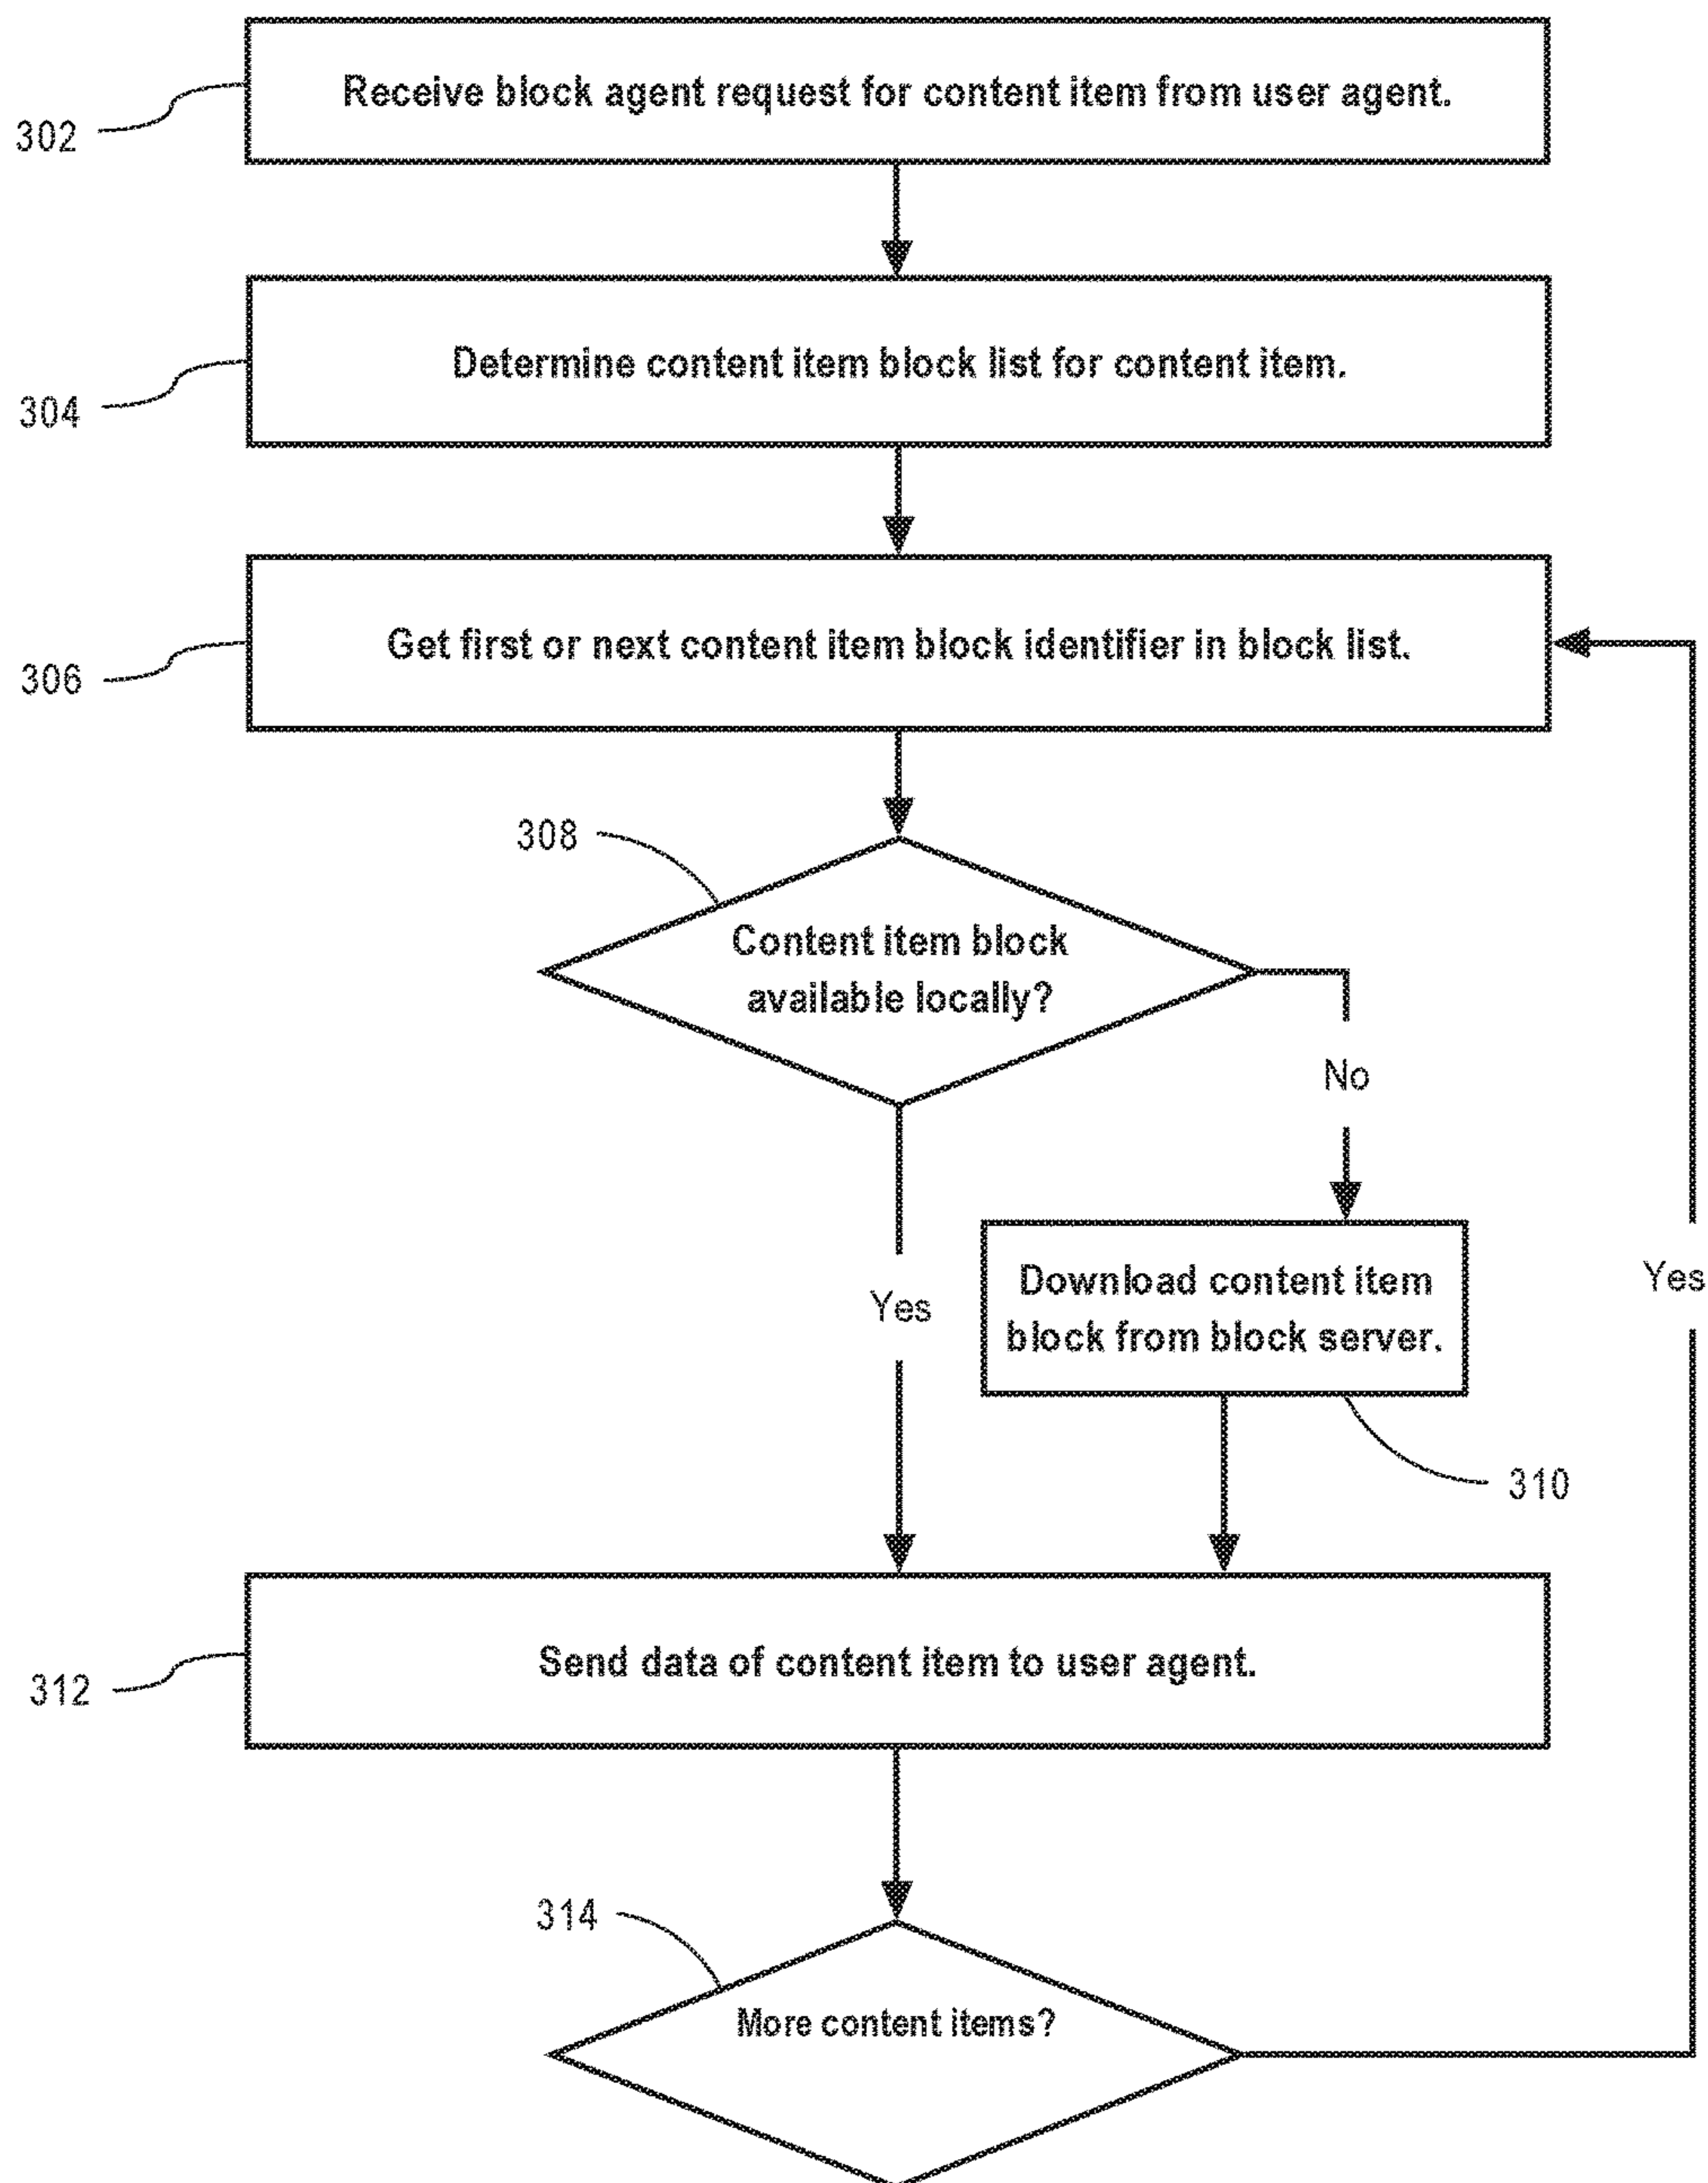 Receive block agent request for content item from user agent.
302
Determine content item block list for content item.
304
Get first or next content item block identifier in block list.
306
308
Content item block
available locally?
No
Yes
Download content item
block from block server.
Yes
310
Send data of content item to user agent.
312
314
More content items?